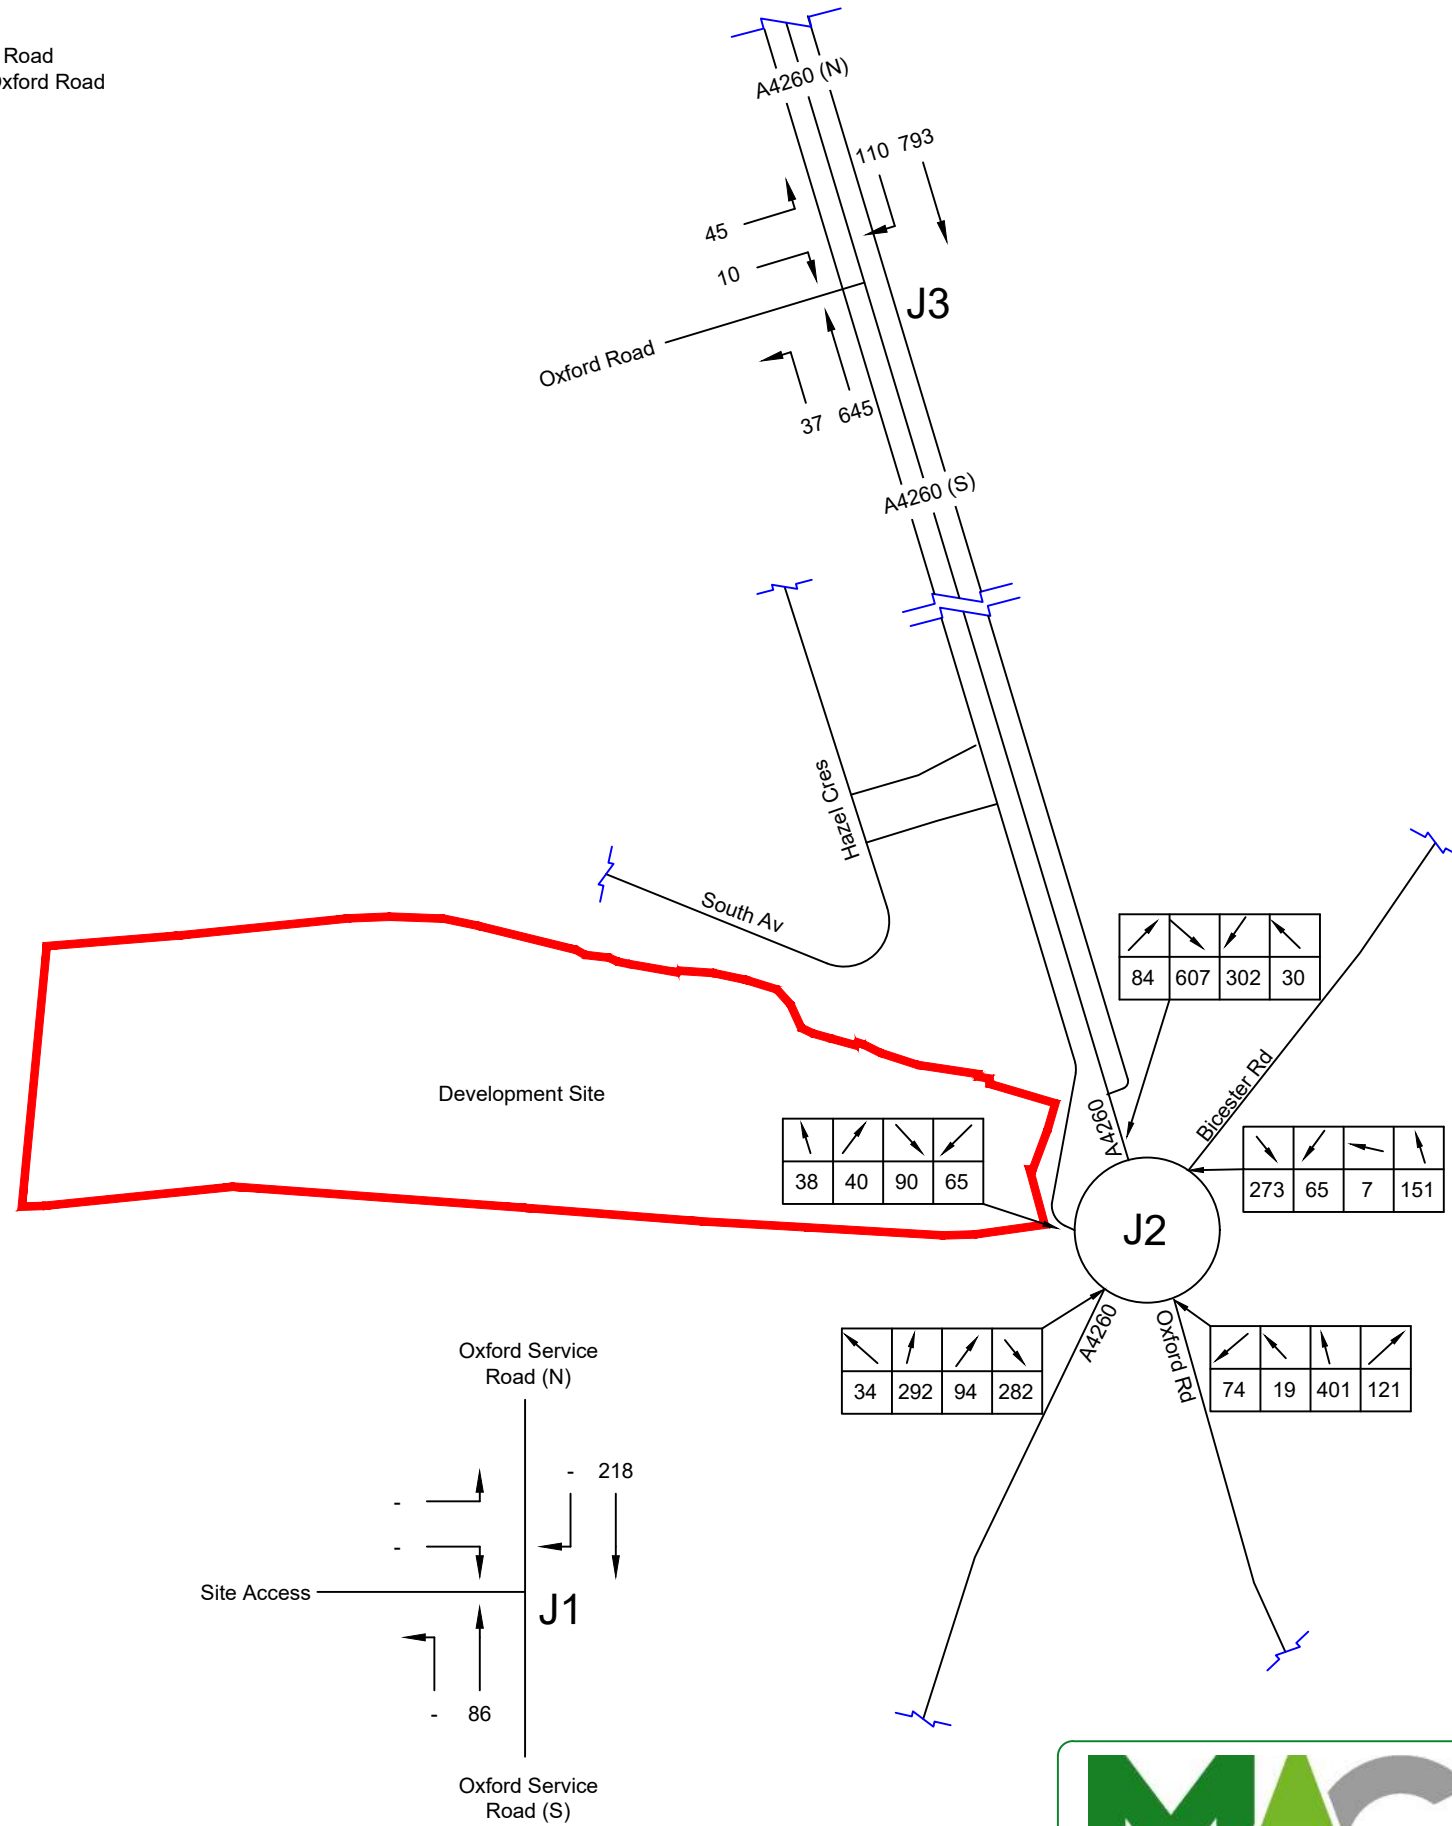 Road
Oxford Road
A4260 (N)
110 793
45
10
J3
Oxford Road
37 645
A4260 (S)
Hazel Cres
South Av
84 607 302 30
Development Site
A4260
Bicester Rd
38 40 90 65
273 65 7 151
J2
A4260
Oxford Rd
34 292 94 282
74 19 401 121
Oxford Service
Road (N)
- 218
-
-
Site Access
J1
- 86
Oxford Service
Road (S)
MAC